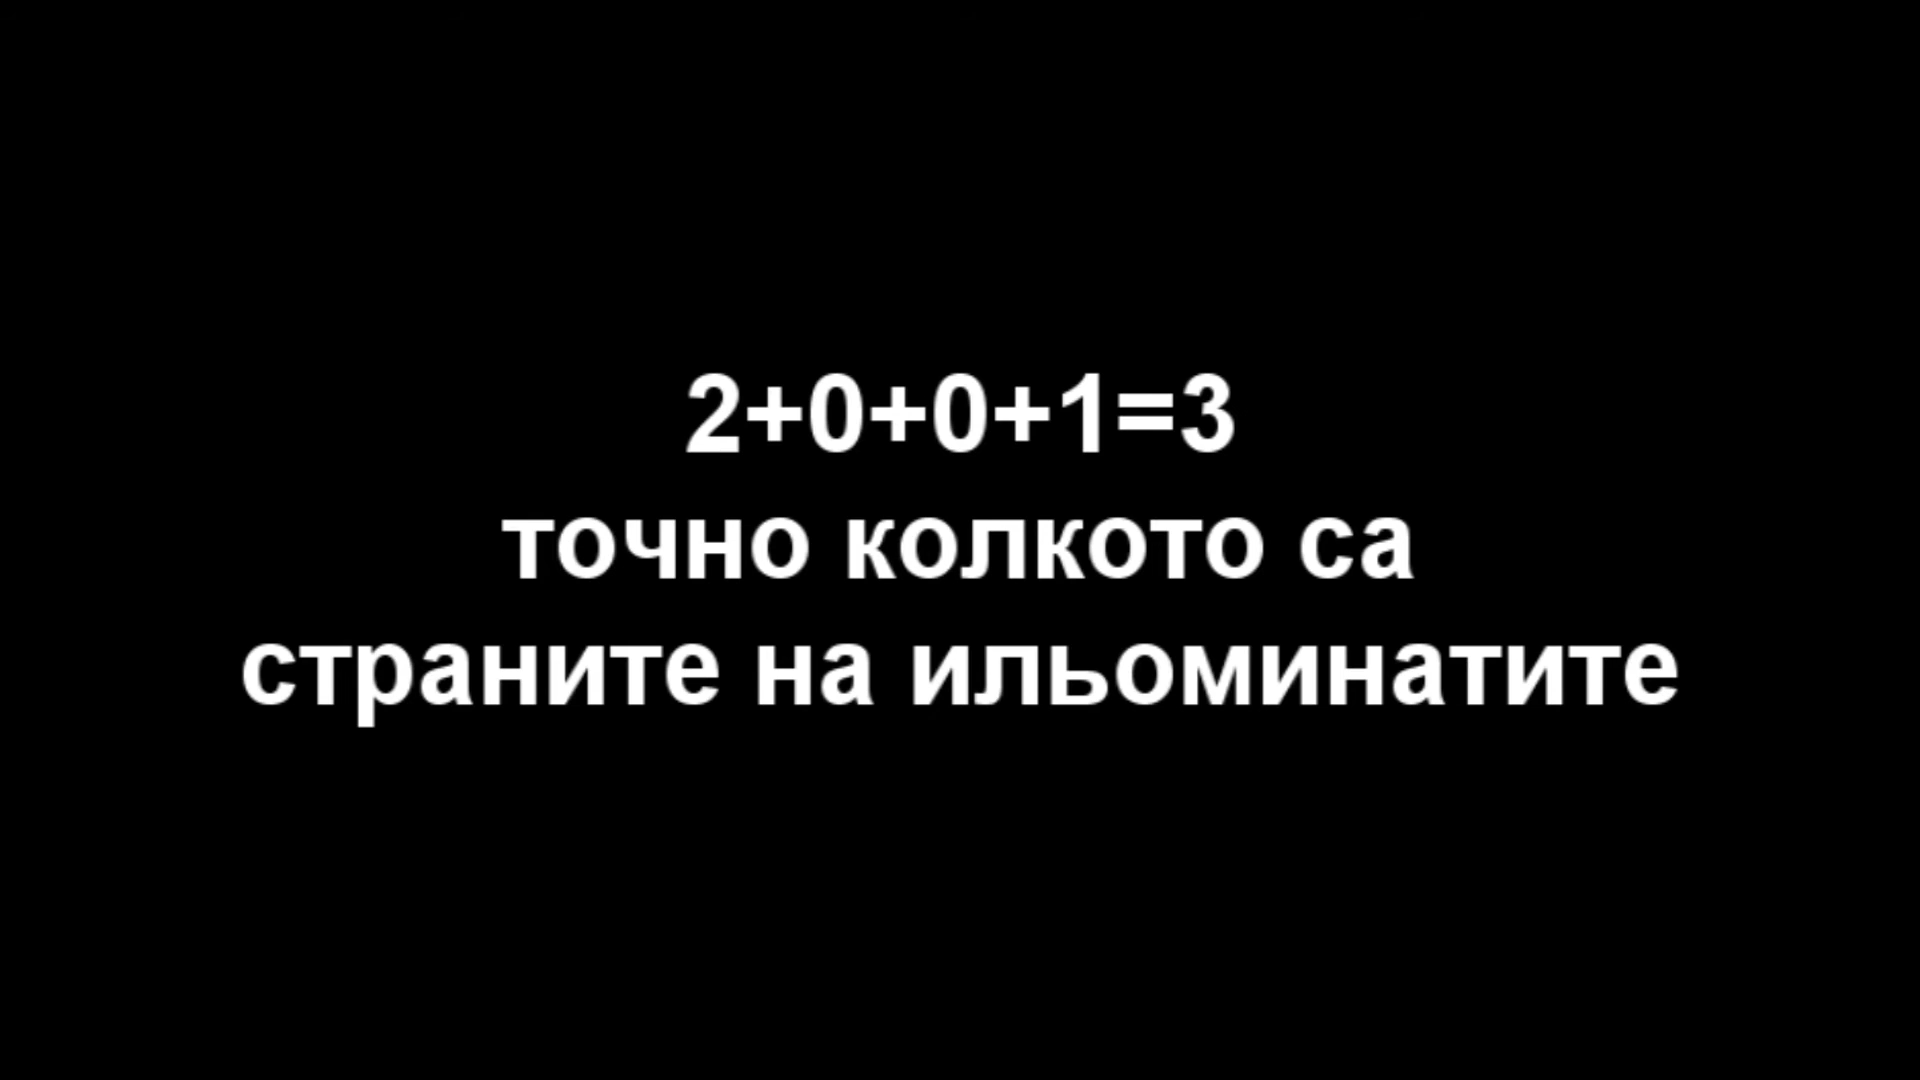 2+0+0+1=3
точно колкото са
страните на ильоминатите